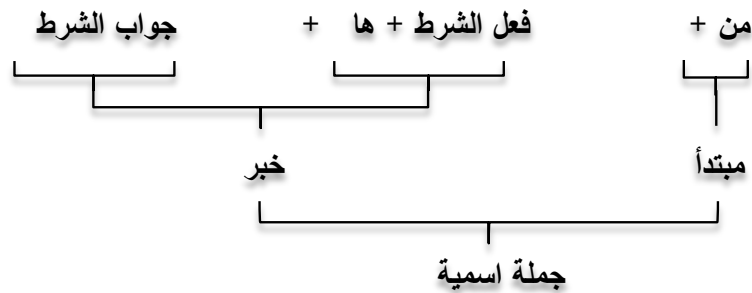 من + فعل الشرط + ها + جواب الشرط
مبتدأ خبر
جملة اسمية